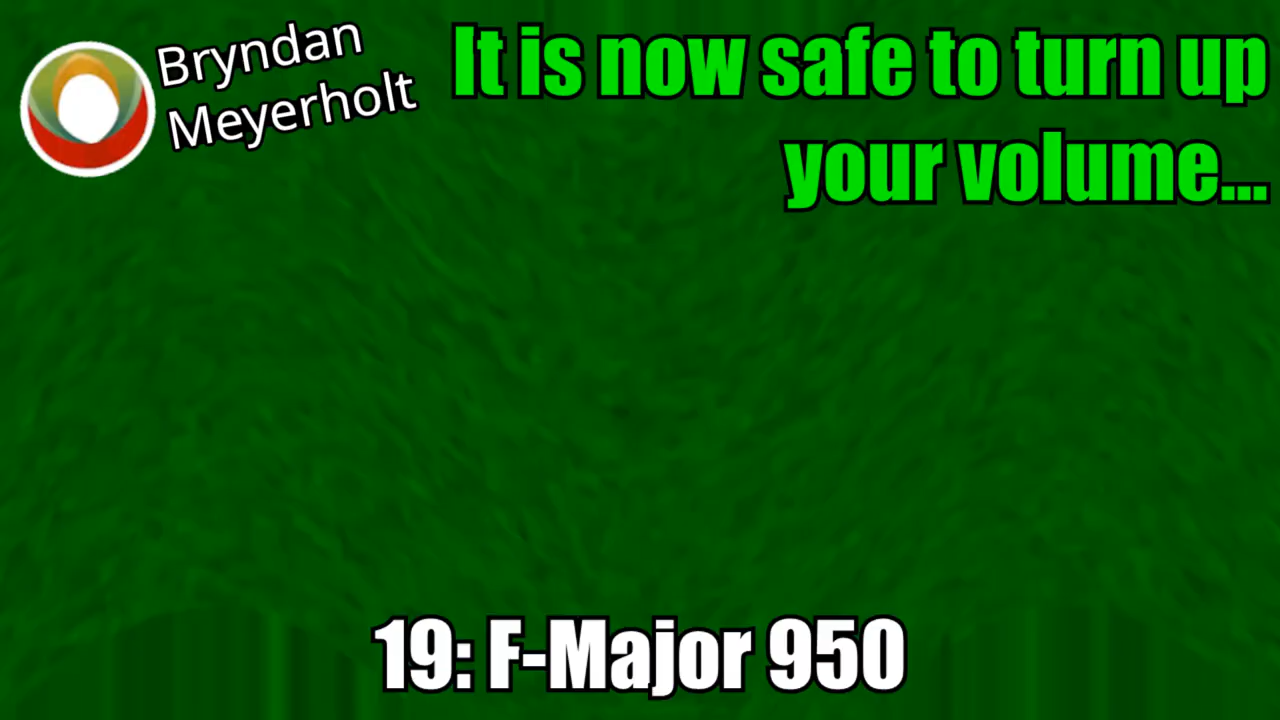 Bryndan
Meyerholt
It is now safe to turn up
your volume...
19: F-Major 950